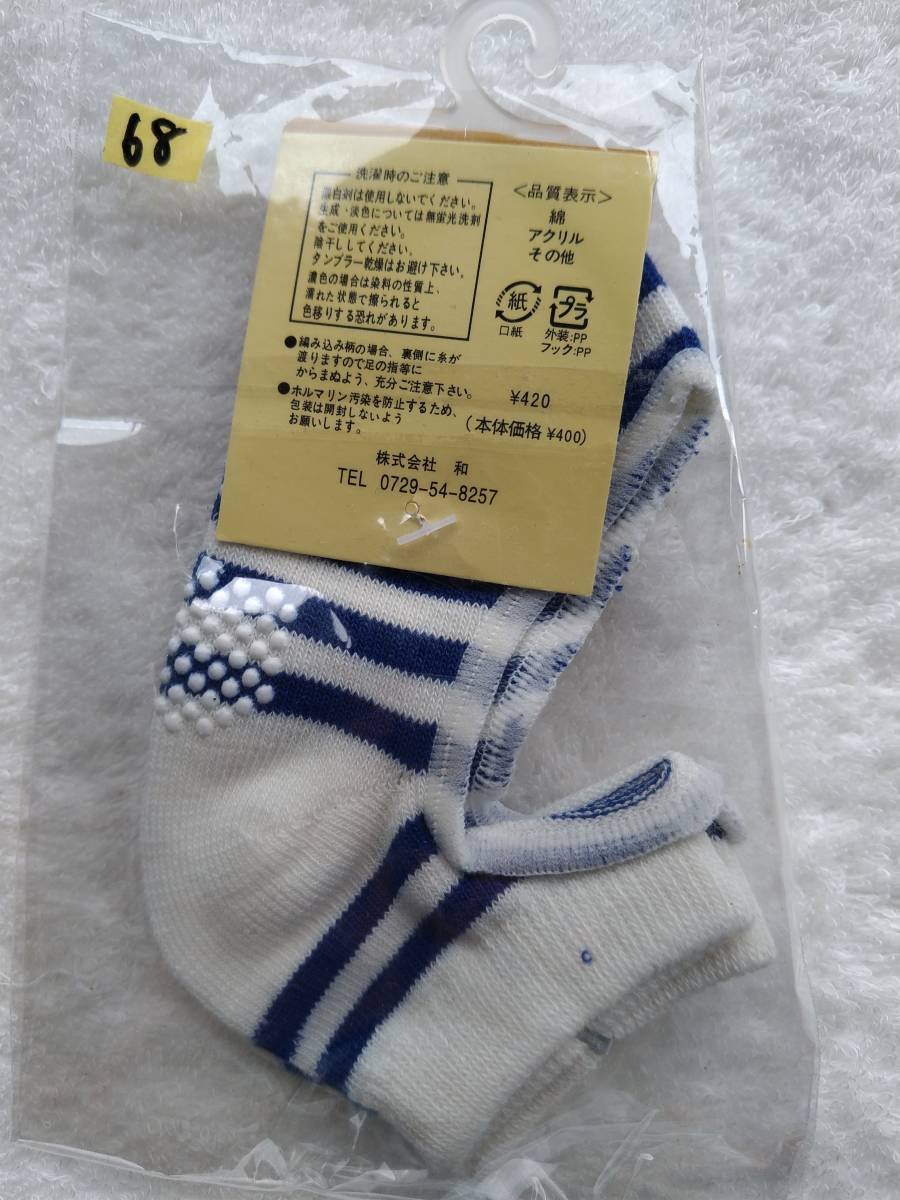 68
洗濯時のご注意
漂白剤は使用しないでください。
生成・淡色については無蛍光洗剤
をご使用ください。
陰干ししてください。
タンブラー乾燥はお避け下さい。
濃色の場合は染料の性質上、
濡れた状態で擦られると
色移りする恐れがあります。
●編み込み柄の場合、裏側に糸が
渡りますので足の指等に
からまぬよう、充分ご注意下さい。
●ホルマリン汚染を防止するため、
包装は開封しないよう
お願いします。
<品質表示>
綿
アクリル
その他
紙
口紙
プラ
外装:PP
フック:PP
¥420
(本体価格 ¥400)
株式会社 和
TEL 0729-54-8257